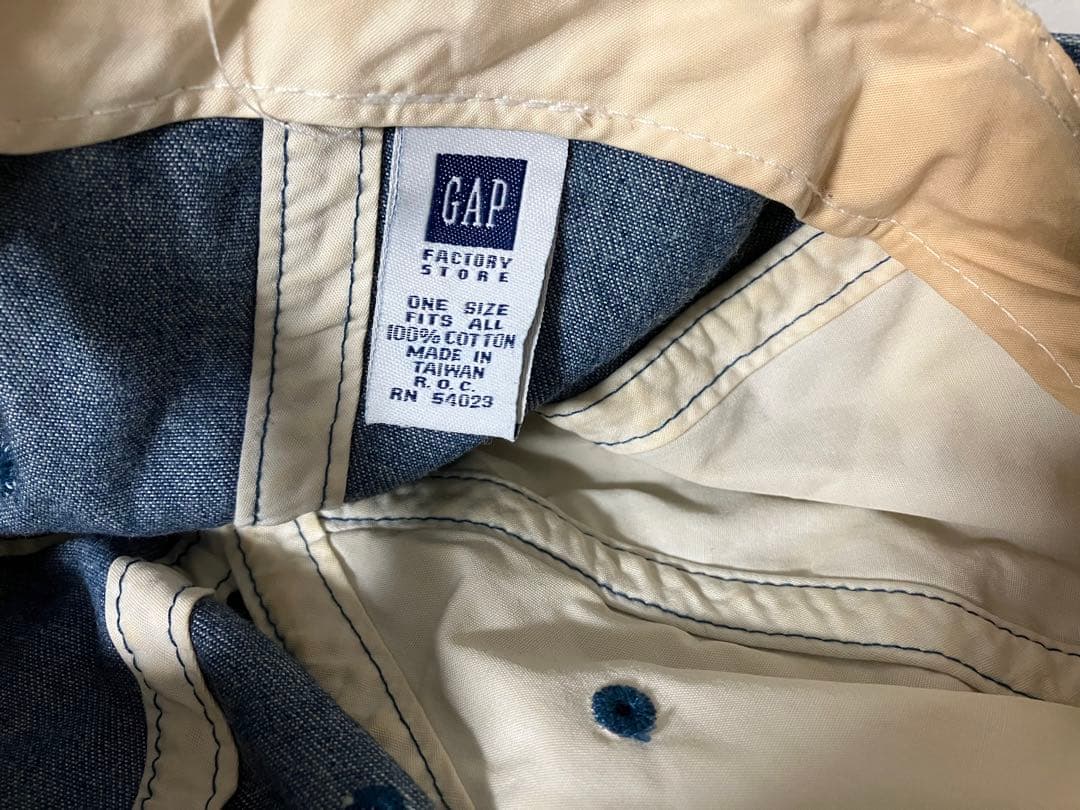 GAP
FACTORY
STORE
ONE SIZE
FITS ALL
100% COTTON
MADE IN
TAIWAN
R.O.C.
RN 54023